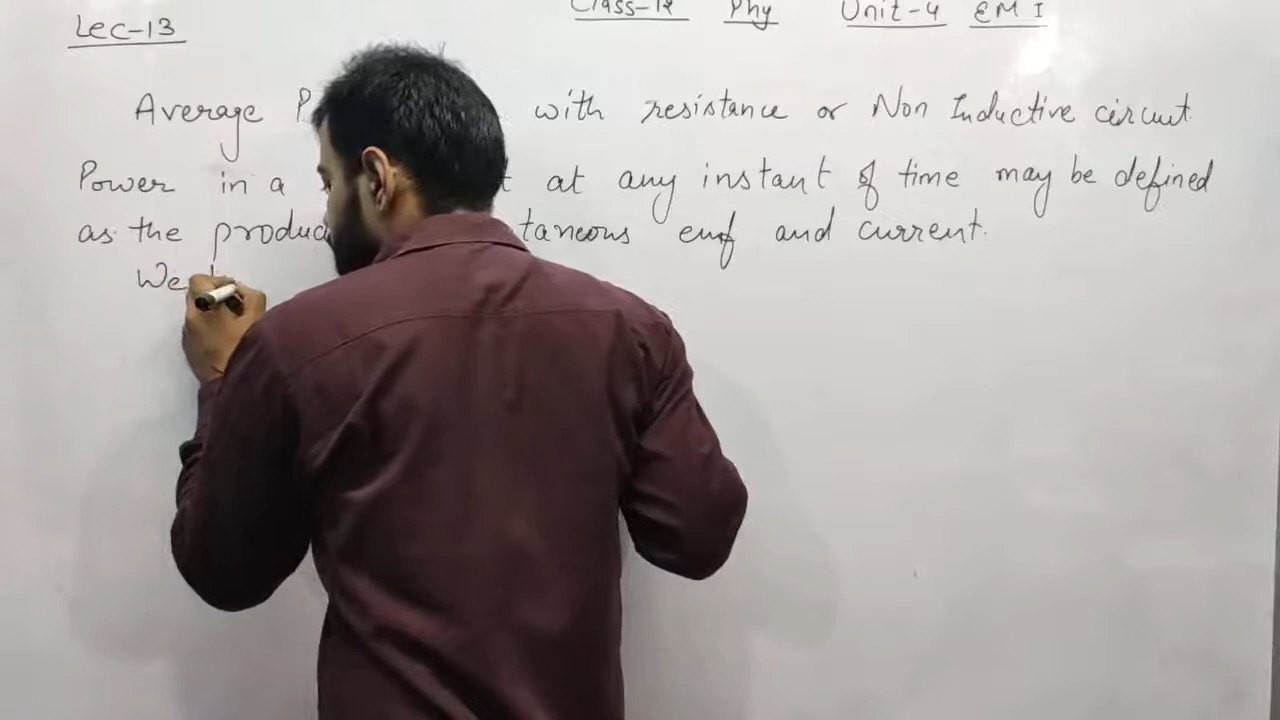 Class-12 Phy Unit-4 EMI
Lec-13
Average P with resistance or Non Inductive circuit.
Power in a at any instant of time may be defined
as the produc taneous emf and current.
We